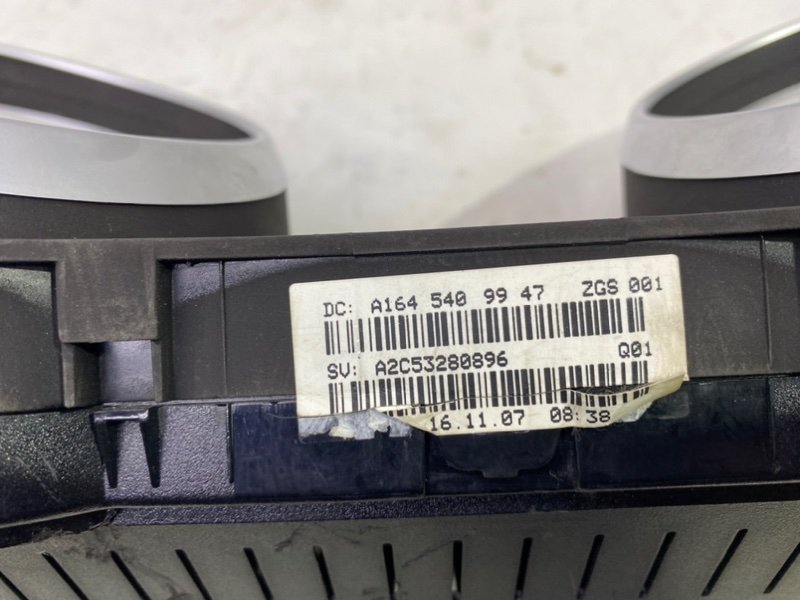 DC: A164 540 99 47 ZGS 001
SV: A2C53280896 Q01
16.11.07 08:38